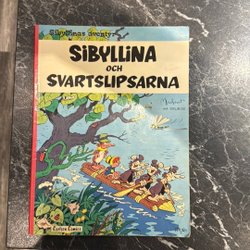 Sibyllinas äventyr
SIBYLLINA
OCH
SVARTSLIPSARNA
Carlsen Comics